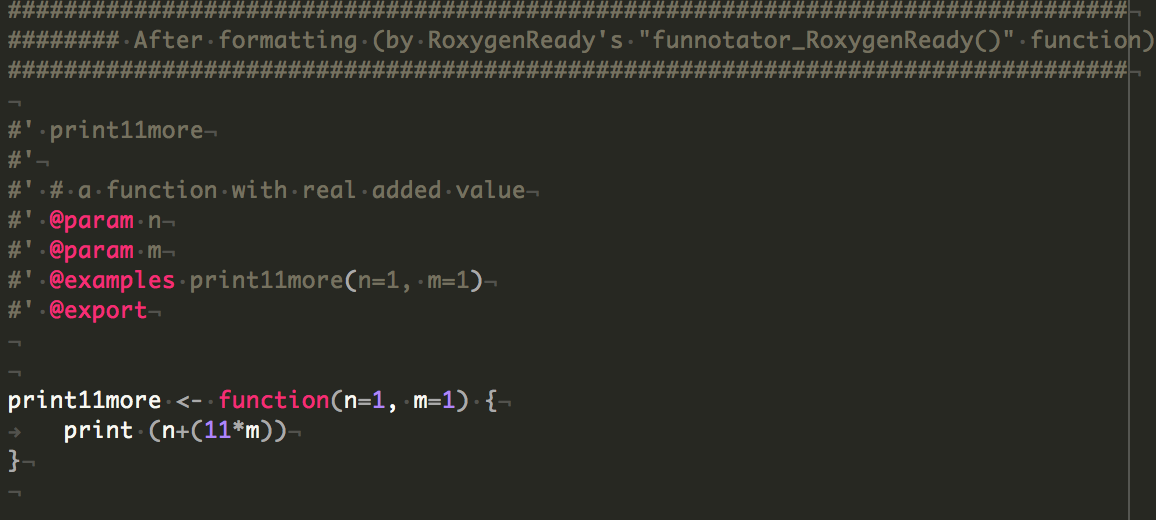 ################################################################################
######## After formatting (by RoxygenReady's "funnotator_RoxygenReady()" function)
################################################################################
#' print11more
#'
#' # a function with real added value
#' @param n
#' @param m
#' @examples print11more(n=1, m=1)
#' @export
print11more <- function(n=1, m=1) {
	print (n+(11*m))
}